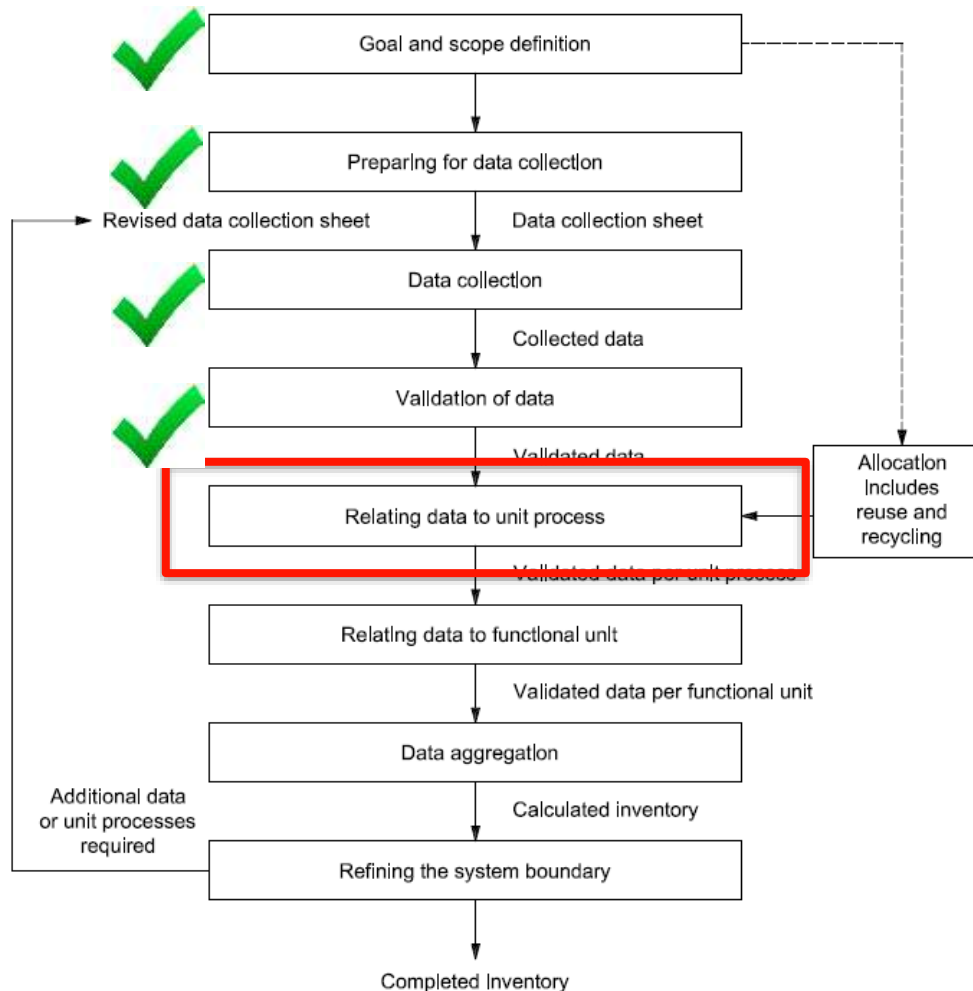 Goal and scope definition
Preparing for data collection
Revised data collection sheet
Data collection sheet
Data collection
Collected data
Validation of data
Validated data
Allocation
includes
reuse and
recycling
Relating data to unit process
Validated data per unit process
Relating data to functional unit
Validated data per functional unit
Data aggregation
Additional data
or unit processes
required
Calculated inventory
Refining the system boundary
Completed inventory